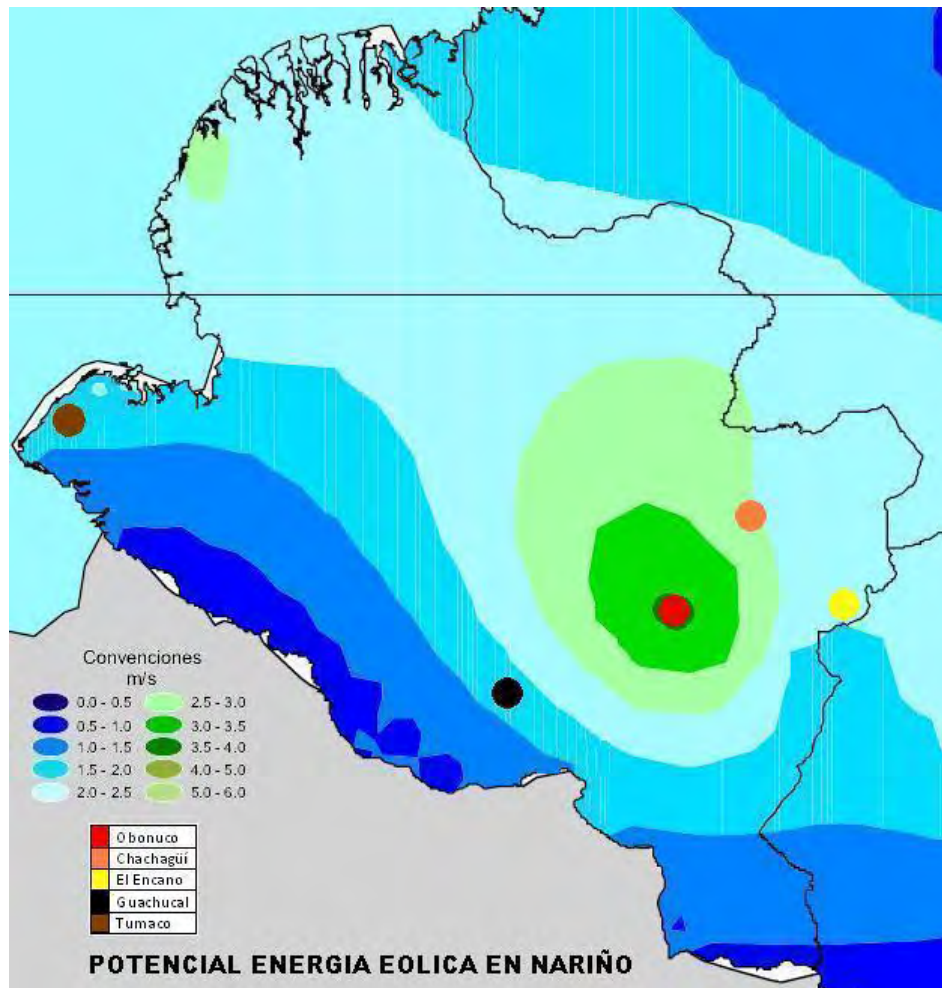 Convenciones
m/s
0.0 - 0.5
2.5 - 3.0
0.5 - 1.0
3.0 - 3.5
1.0 - 1.5
3.5 - 4.0
1.5 - 2.0
4.0 - 5.0
2.0 - 2.5
5.0 - 6.0
Obonuco
Chachagüí
El Encano
Guachucal
Tumaco
POTENCIAL ENERGIA EOLICA EN NARIÑO